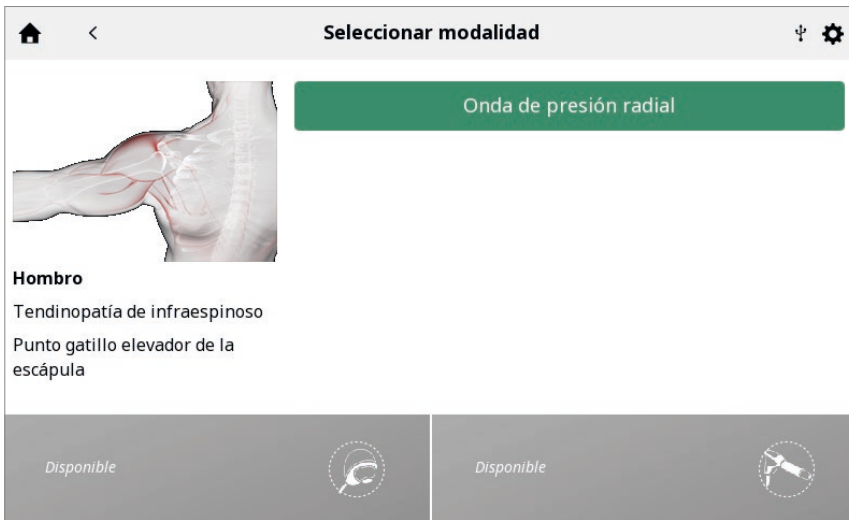 Seleccionar modalidad
Onda de presión radial
Hombro
Tendinopatía de infraespinoso
Punto gatillo elevador de la
escápula
Disponible
Disponible